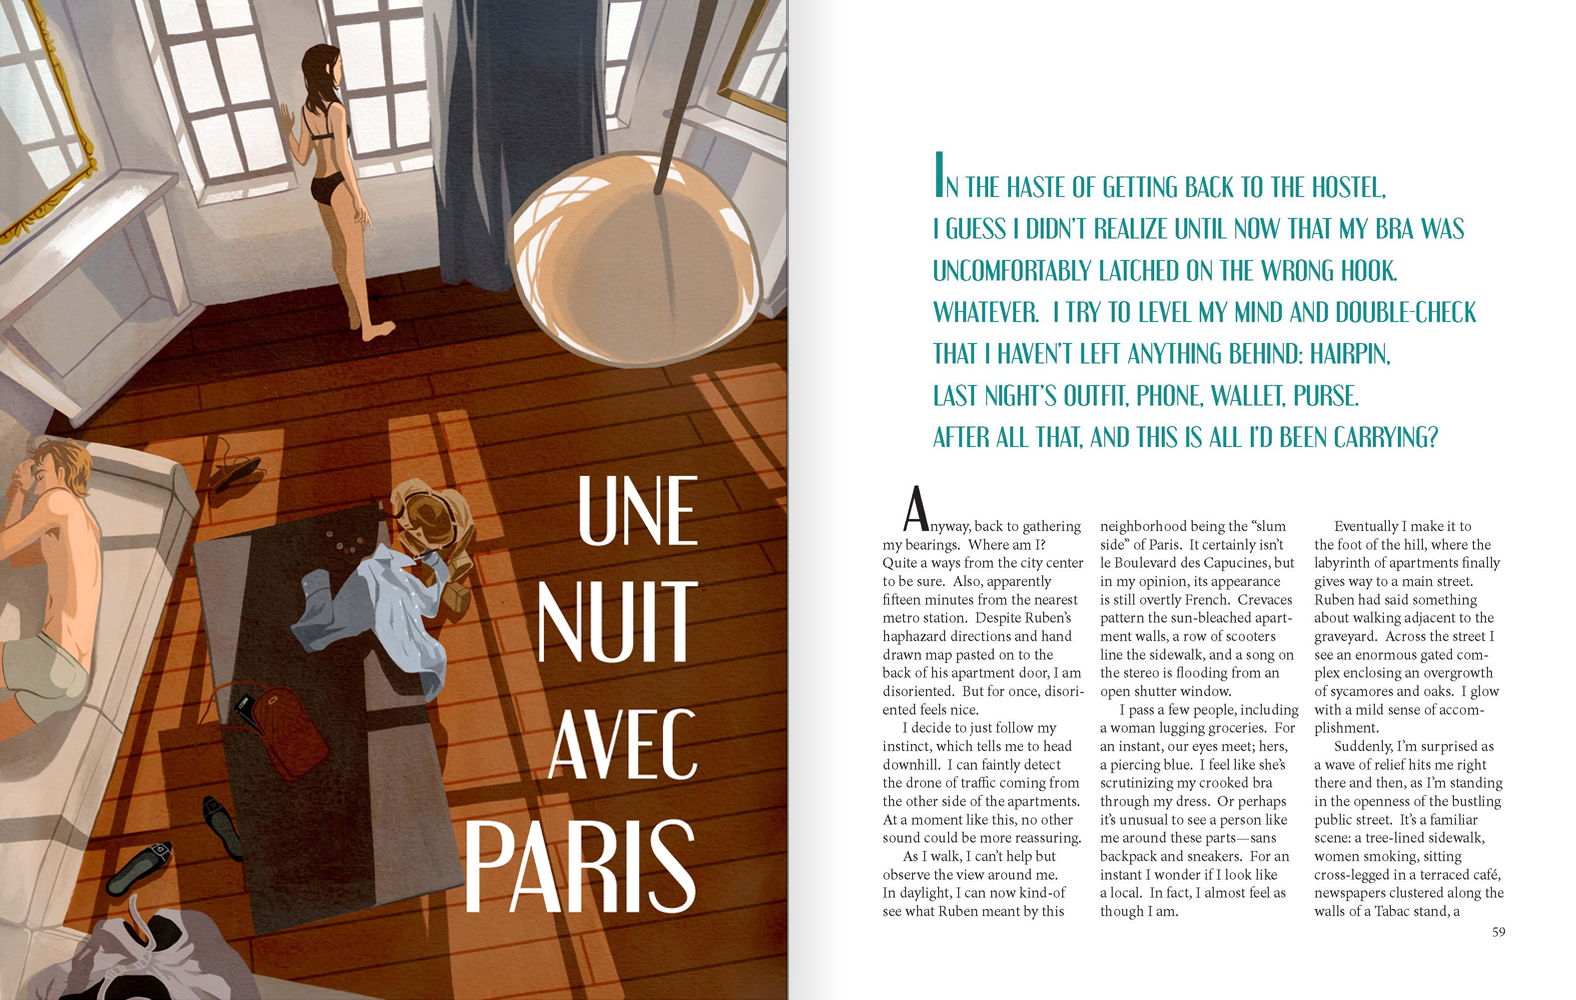 UNE
NUIT
AVEC
PARIS
IN THE HASTE OF GETTING BACK TO THE HOSTEL,
I GUESS I DIDN'T REALIZE UNTIL NOW THAT MY BRA WAS
UNCOMFORTABLY LATCHED ON THE WRONG HOOK.
WHATEVER.  I TRY TO LEVEL MY MIND AND DOUBLE-CHECK
THAT I HAVEN'T LEFT ANYTHING BEHIND: HAIRPIN,
LAST NIGHT'S OUTFIT, PHONE, WALLET, PURSE.
AFTER ALL THAT, AND THIS IS ALL I'D BEEN CARRYING?
Anyway, back to gathering
my bearings.  Where am I?
Quite a ways from the city center
to be sure.  Also, apparently
fifteen minutes from the nearest
metro station.  Despite Ruben's
haphazard directions and hand
drawn map pasted on to the
back of his apartment door, I am
disoriented.  But for once, disori-
ented feels nice.
I decide to just follow my
instinct, which tells me to head
downhill.  I can faintly detect
the drone of traffic coming from
the other side of the apartments.
At a moment like this, no other
sound could be more reassuring.
As I walk, I can't help but
observe the view around me.
In daylight, I can now kind-of
see what Ruben meant by this
neighborhood being the "slum
side" of Paris.  It certainly isn't
le Boulevard des Capucines, but
in my opinion, its appearance
is still overtly French.  Crevaces
pattern the sun-bleached apart-
ment walls, a row of scooters
line the sidewalk, and a song on
the stereo is flooding from an
open shutter window.
I pass a few people, including
a woman lugging groceries.  For
an instant, our eyes meet; hers,
a piercing blue.  I feel like she's
scrutinizing my crooked bra
through my dress.  Or perhaps
it's unusual to see a person like
me around these parts—sans
backpack and sneakers.  For an
instant I wonder if I look like
a local.  In fact, I almost feel as
though I am.
Eventually I make it to
the foot of the hill, where the
labyrinth of apartments finally
gives way to a main street.
Ruben had said something
about walking adjacent to the
graveyard.  Across the street I
see an enormous gated com-
plex enclosing an overgrowth
of sycamores and oaks.  I glow
with a mild sense of accom-
plishment.
Suddenly, I'm surprised as
a wave of relief hits me right
there and then, as I'm standing
in the openness of the bustling
public street.  It's a familiar
scene: a tree-lined sidewalk,
women smoking, sitting
cross-legged in a terraced café,
newspapers clustered along the
walls of a Tabac stand, a
59